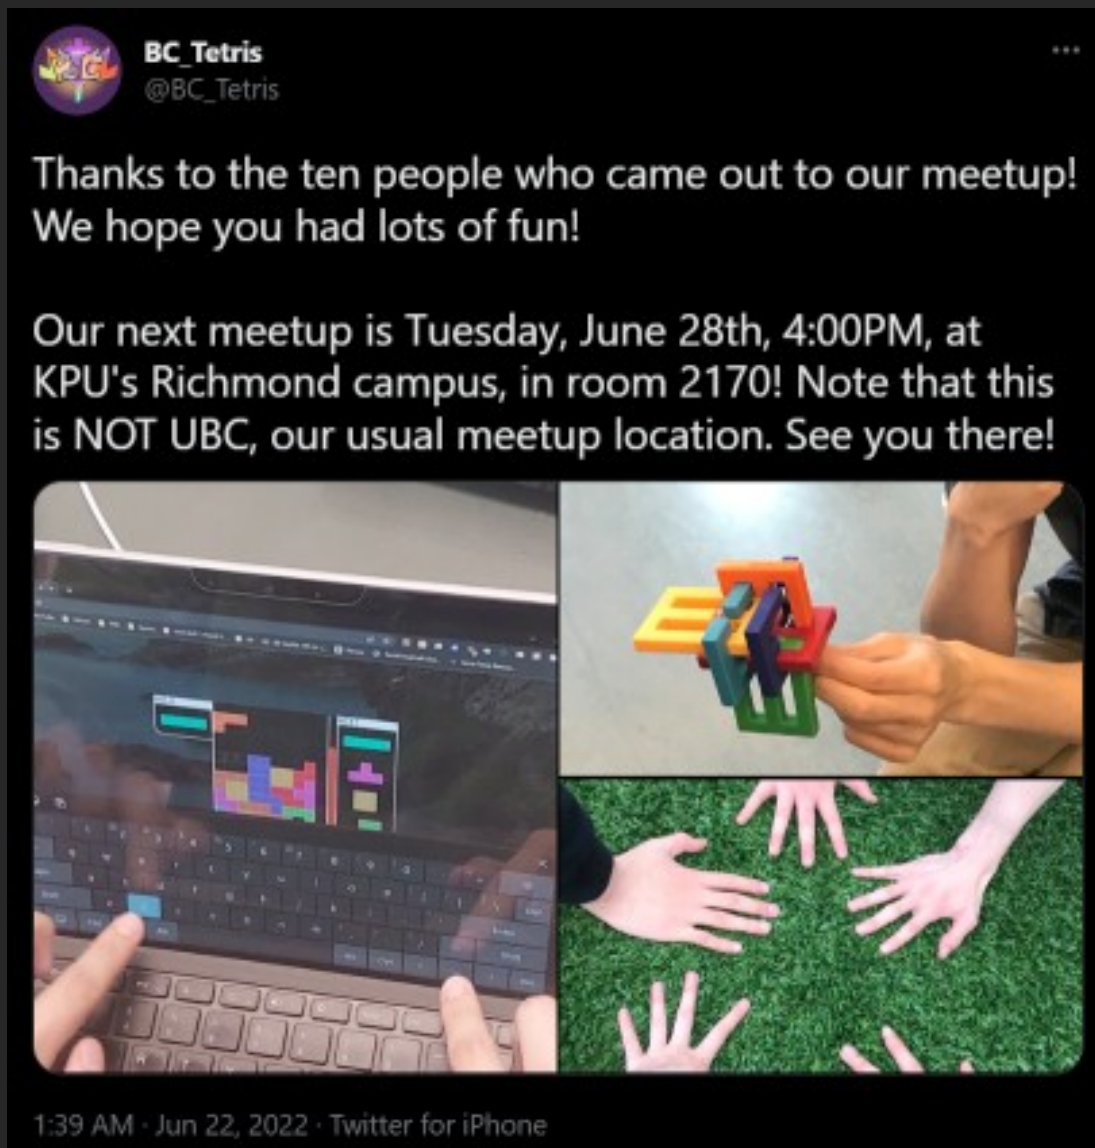 BC_Tetris
@BC_Tetris
Thanks to the ten people who came out to our meetup!
We hope you had lots of fun!
Our next meetup is Tuesday, June 28th, 4:00PM, at
KPU's Richmond campus, in room 2170! Note that this
is NOT UBC, our usual meetup location. See you there!
1:39 AM · Jun 22, 2022 · Twitter for iPhone